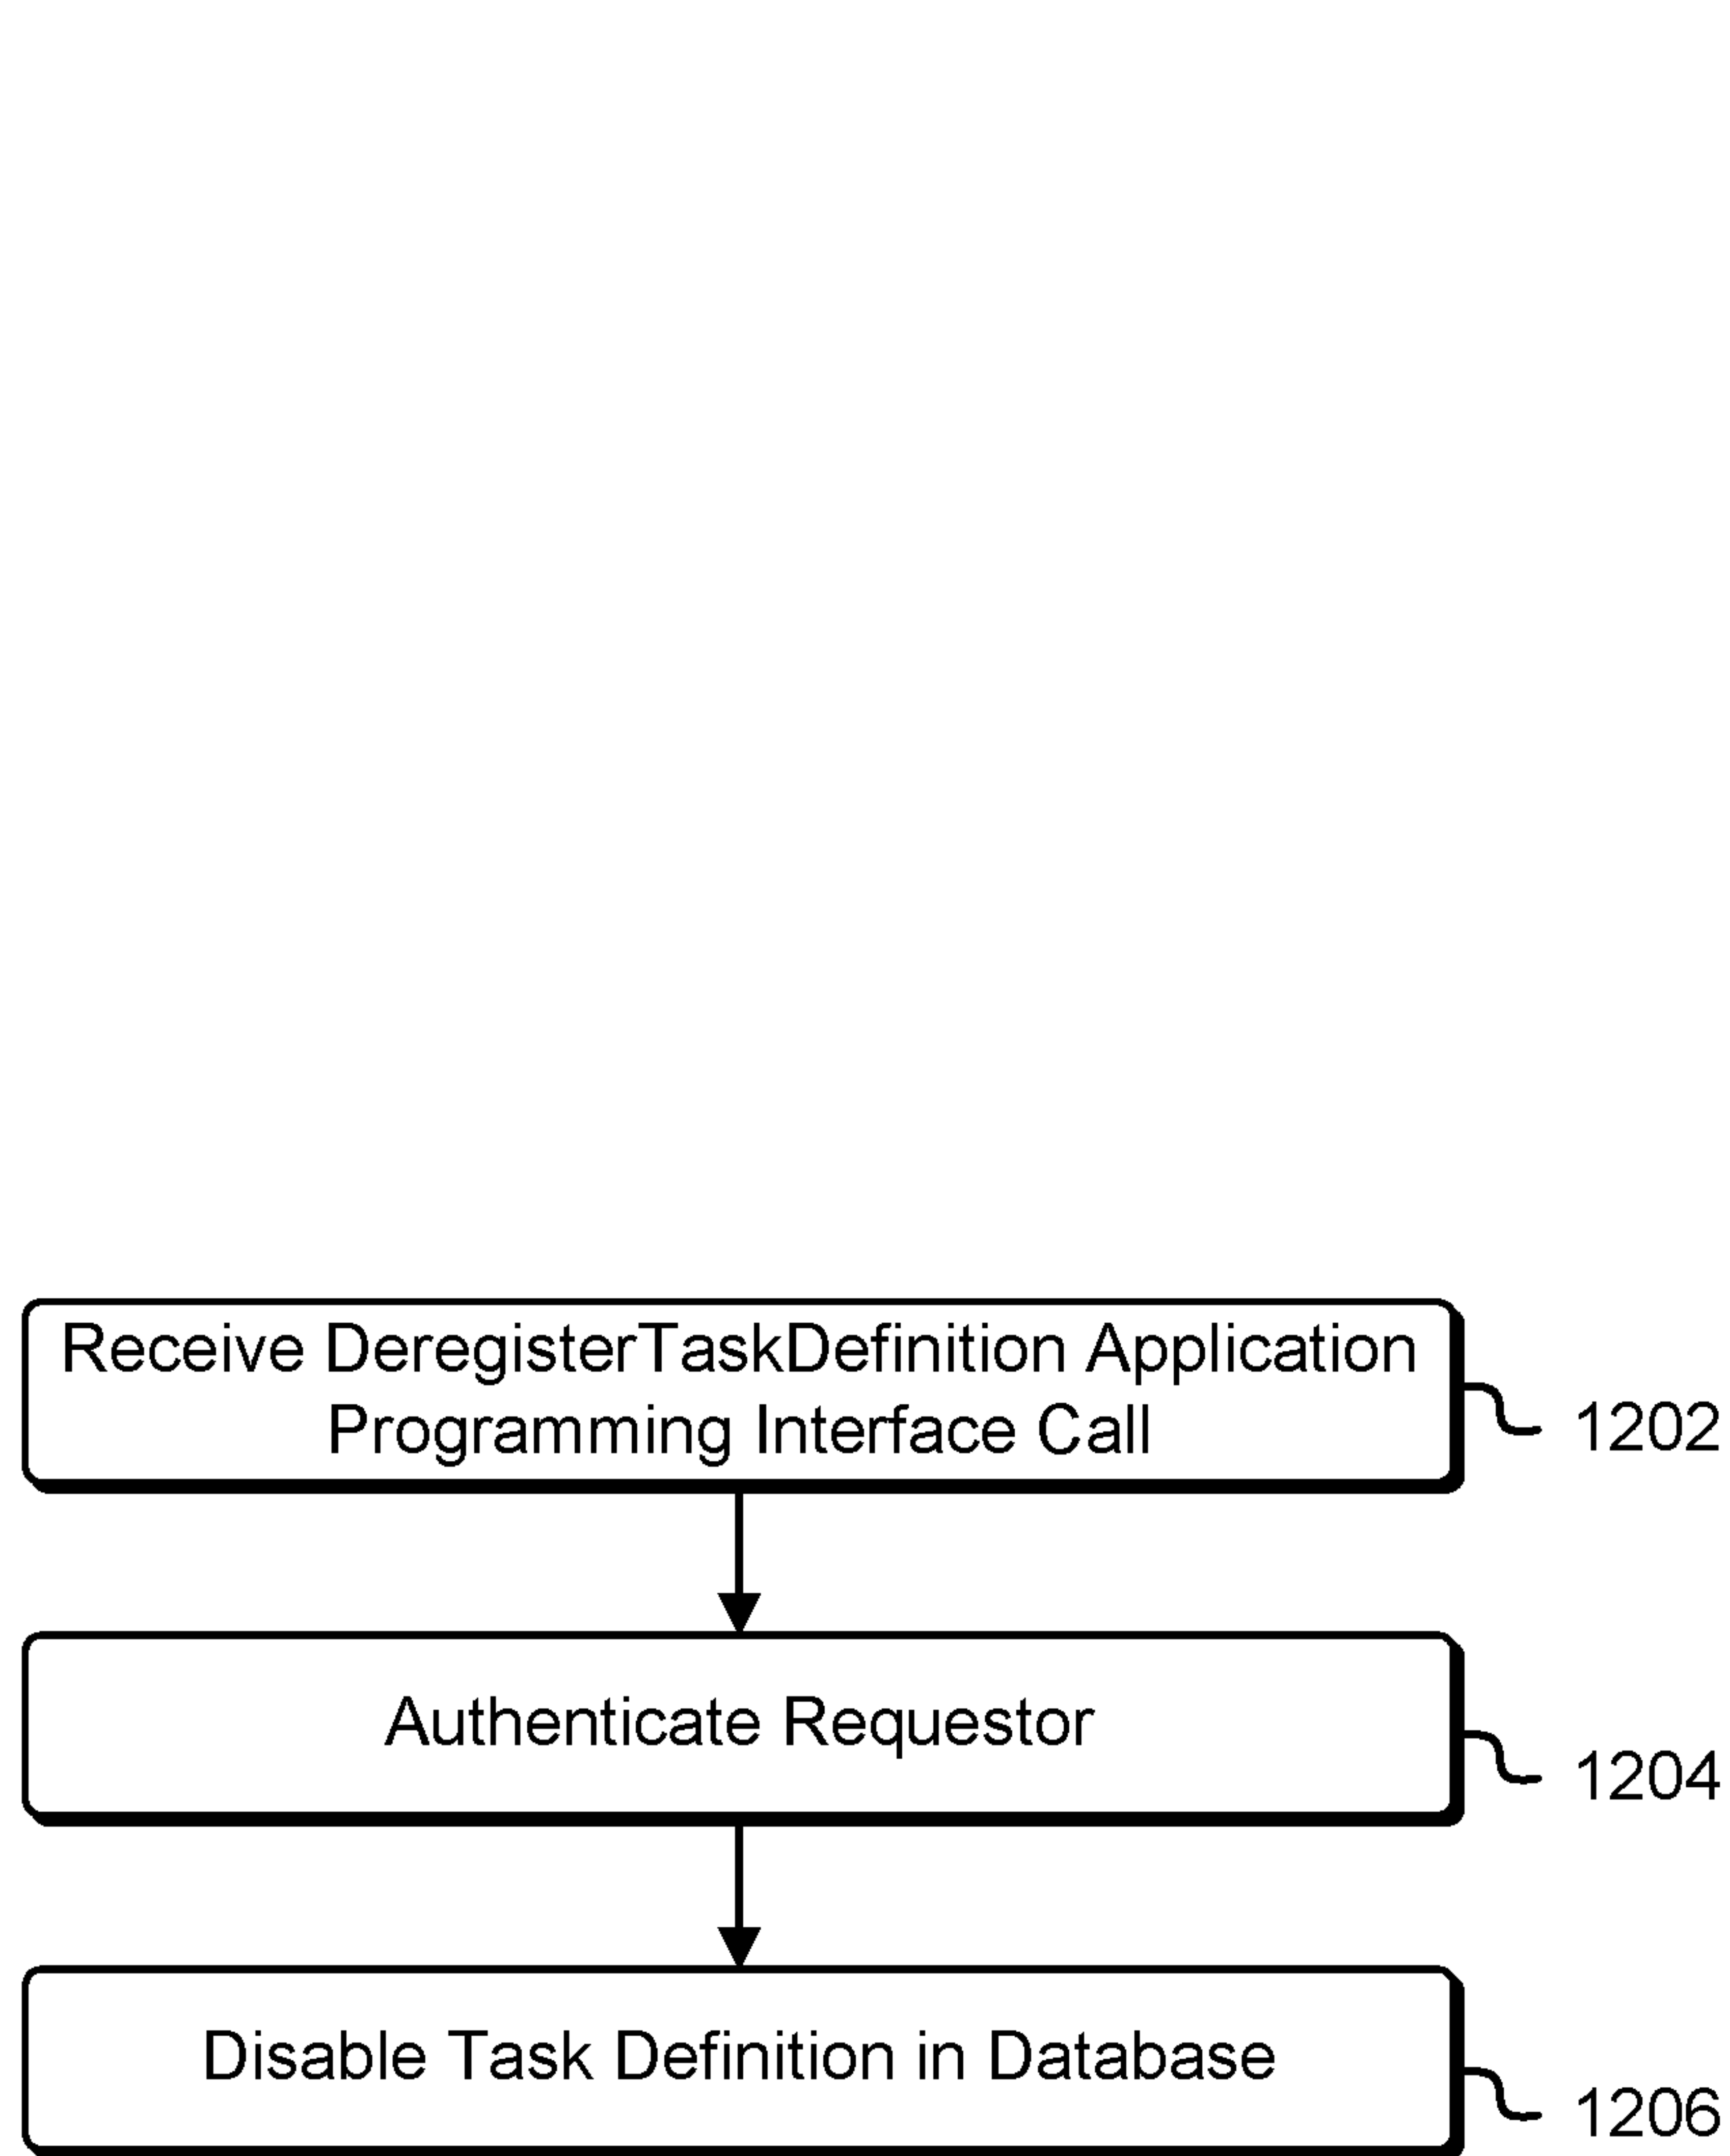 Receive DeregisterTaskDefinition Application
Programming Interface Call
1202
Authenticate Requestor
1204
Disable Task Definition in Database
1206